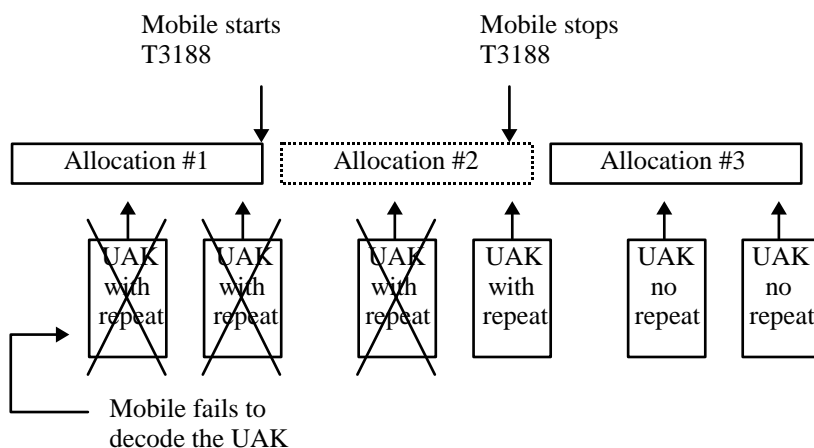 Mobile starts
T3188
Mobile stops
T3188
Allocation #1
Allocation #2
Allocation #3
UAK
with
repeat
UAK
with
repeat
UAK
with
repeat
UAK
with
repeat
UAK
no
repeat
UAK
no
repeat
Mobile fails to
decode the UAK